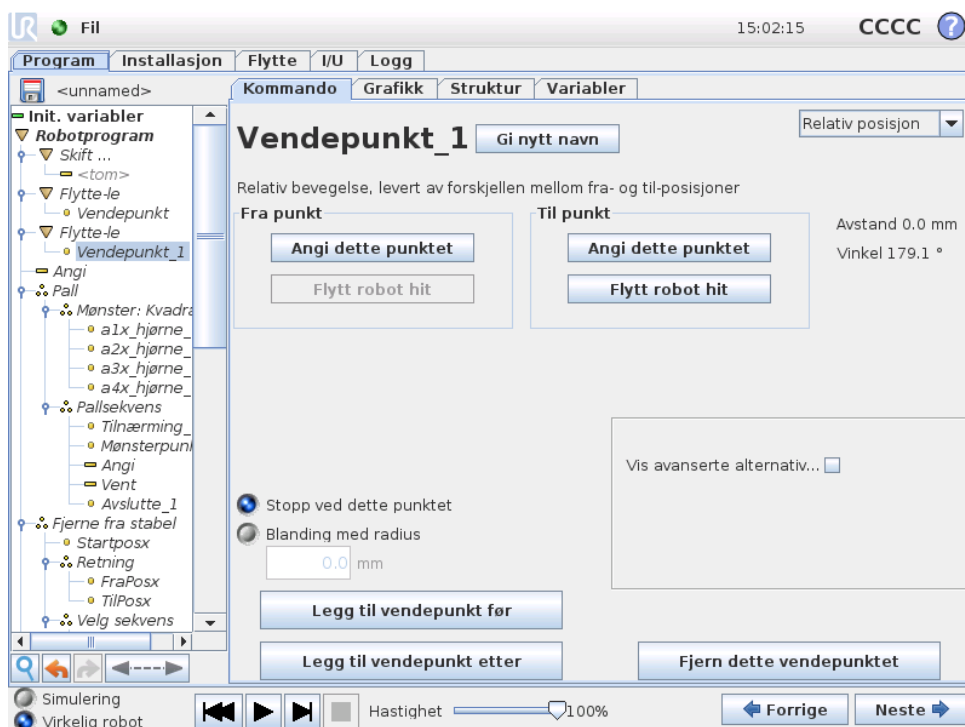 UR Fil 15:02:15 CCCC ?
Program Installasjon Flytte I/U Logg
<unnamed>
Kommando Grafikk Struktur Variabler
Init. variabler
Robotprogram
Skift ...
<tom>
Flytte-le
Vendepunkt
Flytte-le
Vendepunkt_1
Angi
Pall
Mønster: Kvadra
a1x_hjørne_
a2x_hjørne_
a3x_hjørne_
a4x_hjørne_
Pallsekvens
Tilnærming_
Mønsterpunl
Angi
Vent
Avslutte_1
Fjerne fra stabel
Startposx
Retning
FraPosx
TilPosx
Velg sekvens
Vendepunkt_1 Gi nytt navn
Relativ posisjon
Relativ bevegelse, levert av forskjellen mellom fra- og til-posisjoner
Fra punkt
Angi dette punktet
Flytt robot hit
Til punkt
Angi dette punktet
Flytt robot hit
Avstand 0.0 mm
Vinkel 179.1 °
Vis avanserte alternativ...
Stopp ved dette punktet
Blanding med radius
0.0 mm
Legg til vendepunkt før
Legg til vendepunkt etter
Fjern dette vendepunktet
Simulering
Virkelig robot
Hastighet 100%
Forrige Neste